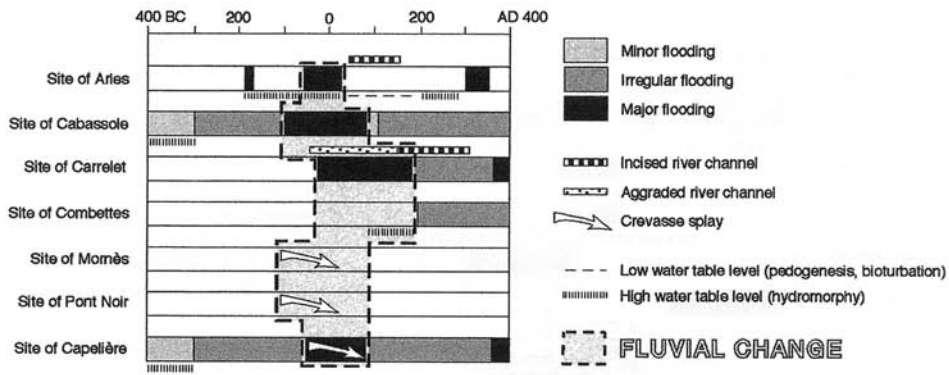 400 BC 200 0 200 AD 400
Site of Arles
Site of Cabassole
Site of Carrelet
Site of Combettes
Site of Mornès
Site of Pont Noir
Site of Capelière
Minor flooding
Irregular flooding
Major flooding
Incised river channel
Aggraded river channel
Crevasse splay
Low water table level (pedogenesis, bioturbation)
High water table level (hydromorphy)
FLUVIAL CHANGE